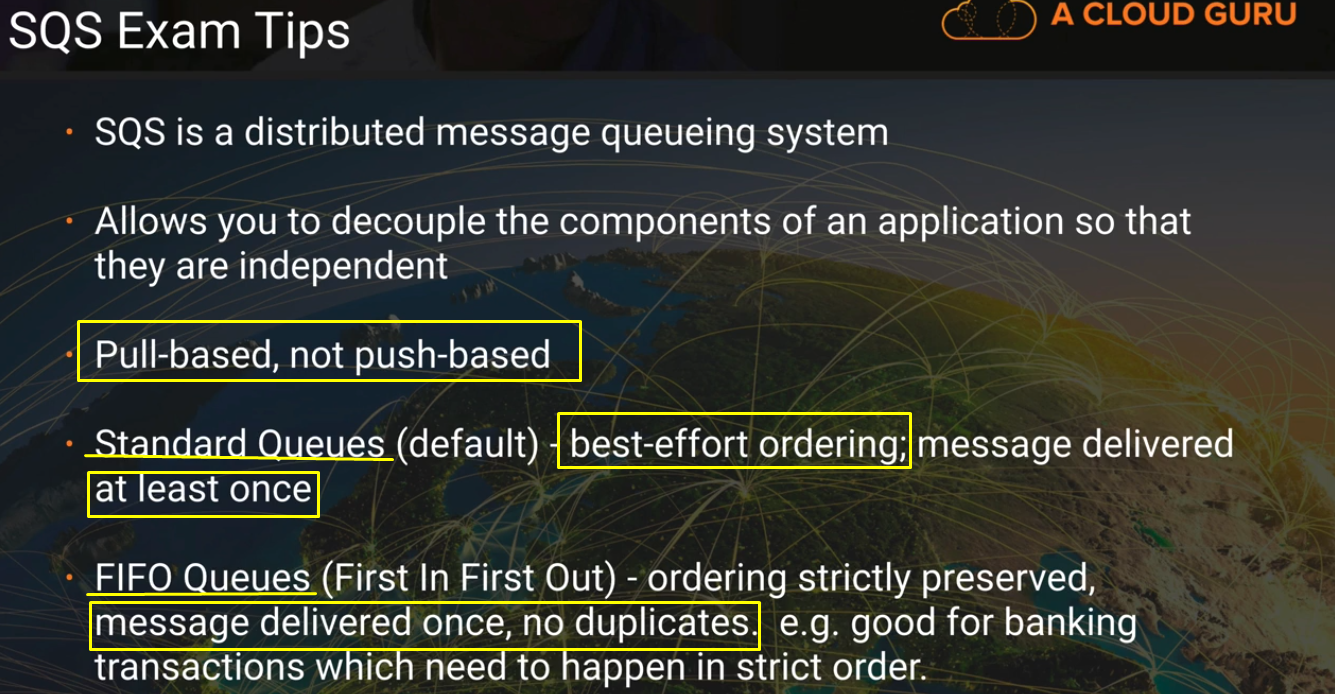 SQS Exam Tips
A CLOUD GURU
• SQS is a distributed message queueing system
• Allows you to decouple the components of an application so that
they are independent
• Pull-based, not push-based
• Standard Queues (default) - best-effort ordering; message delivered
at least once
• FIFO Queues (First In First Out) - ordering strictly preserved,
message delivered once, no duplicates. e.g. good for banking
transactions which need to happen in strict order.